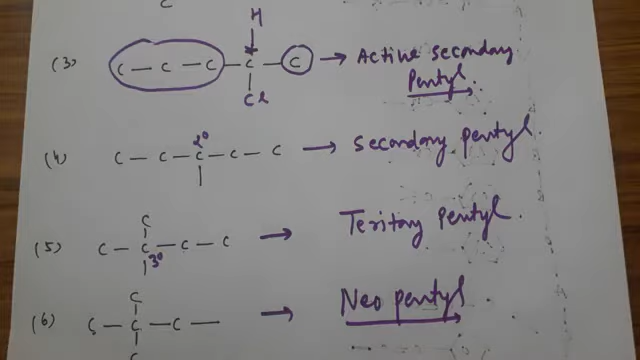 C
H
(3) C — C — C — C — C → Active secondary
Cl
Pentyl.
2°
(4) C — C — C — C — C → Secondary pentyl.
C
(5) C — C — C — C → Teritary Pentyl.
3°
C
(6) C — C — C — → Neo pentyl.
C